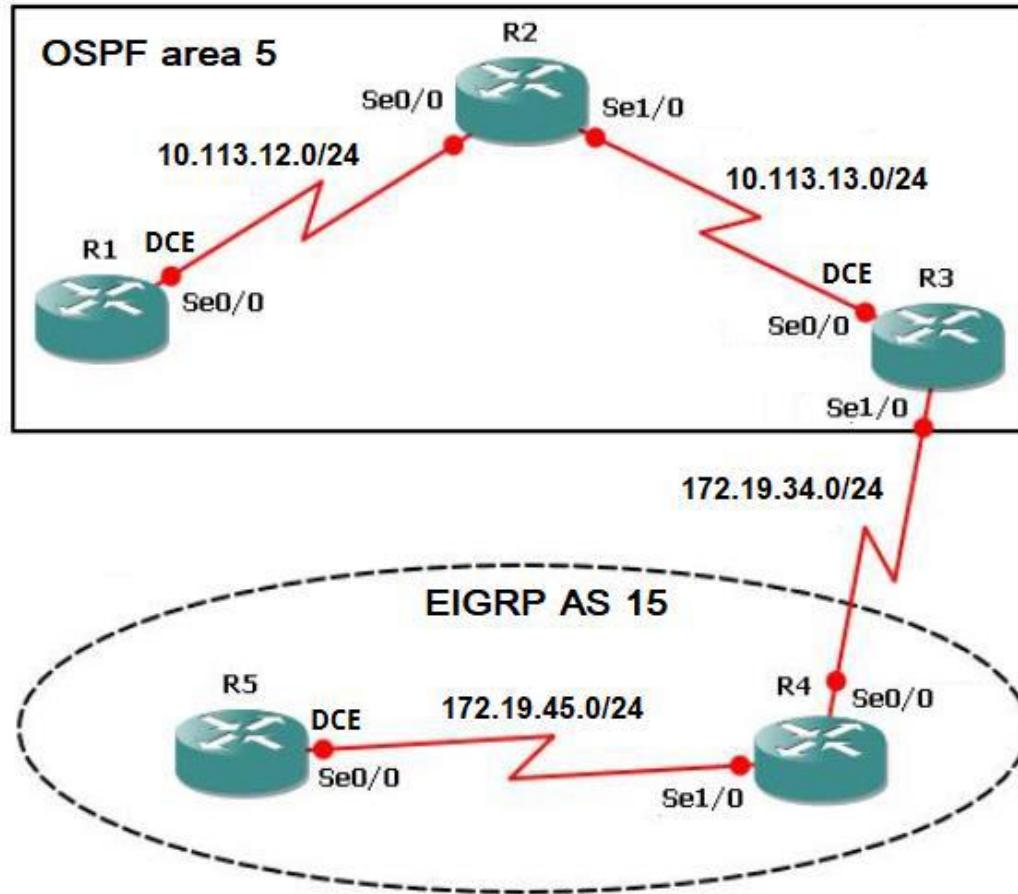 R2
OSPF area 5
Se0/0
Se1/0
10.113.12.0/24
10.113.13.0/24
DCE
R1
Se0/0
DCE
R3
Se0/0
Se1/0
172.19.34.0/24
EIGRP AS 15
R5
DCE
172.19.45.0/24
R4
Se0/0
Se0/0
Se1/0